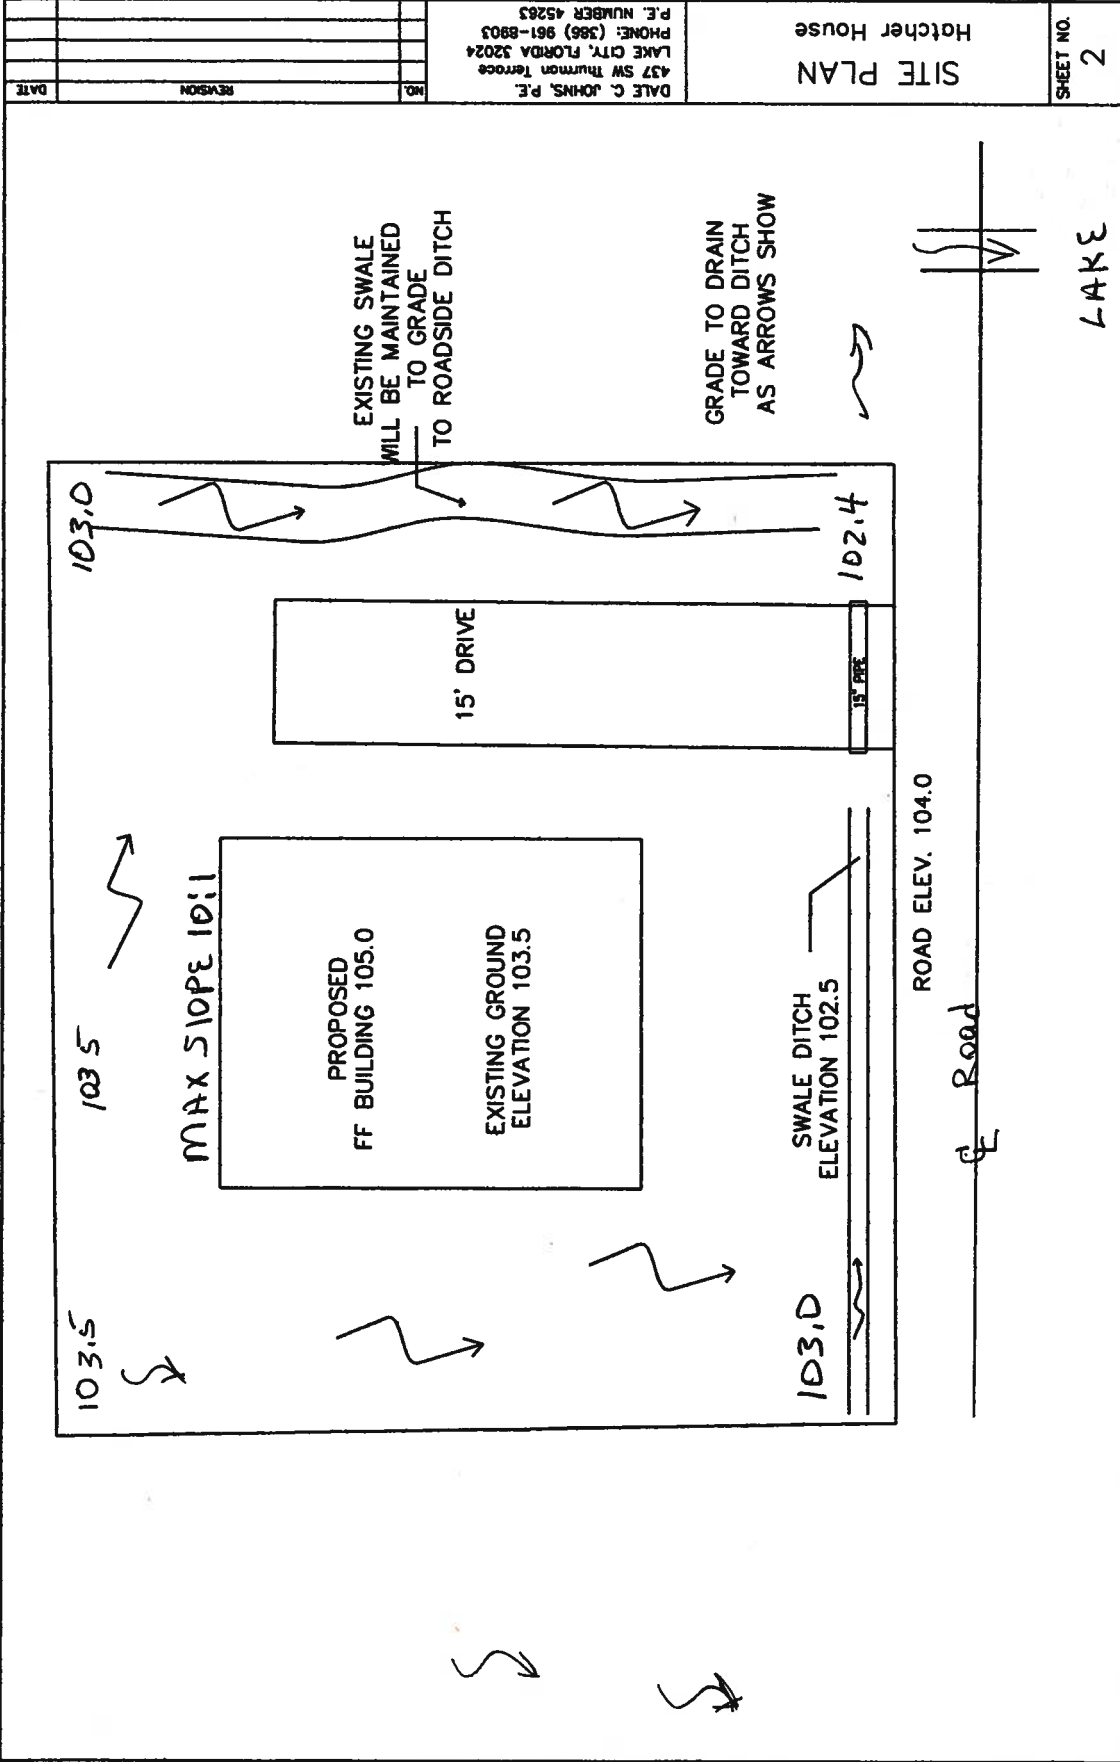 103.5
103 5
103.0
MAX SLOPE 10:1
PROPOSED
FF BUILDING 105.0
EXISTING GROUND
ELEVATION 103.5
15' DRIVE
EXISTING SWALE
WILL BE MAINTAINED
TO GRADE
TO ROADSIDE DITCH
GRADE TO DRAIN
TOWARD DITCH
AS ARROWS SHOW
103.0
SWALE DITCH
ELEVATION 102.5
15" PIPE
102.4
ROAD ELEV. 104.0
℄ Road
LAKE
NO.
REVISION
DATE
DALE C. JOHNS, P.E.
437 SW Thurmon Terrace
LAKE CITY, FLORIDA 32024
PHONE: (386) 961-8903
P.E. NUMBER 45263
SITE PLAN
Hatcher House
SHEET NO.
2